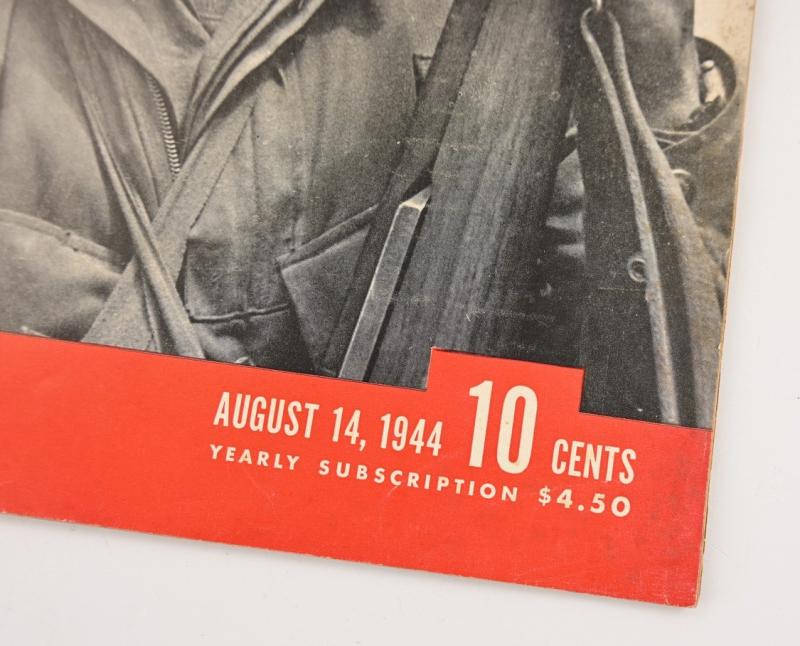 AUGUST 14, 1944 10 CENTS
YEARLY SUBSCRIPTION $4.50